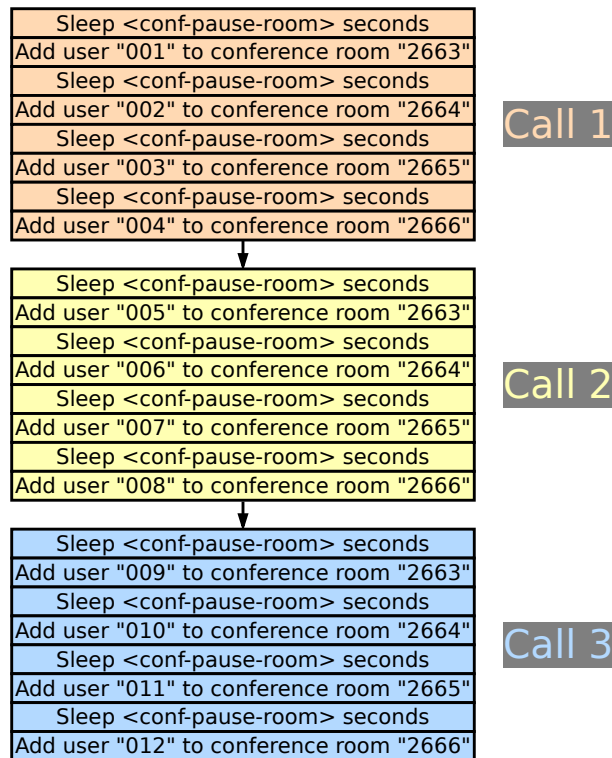 Sleep <conf-pause-room> seconds
Add user "001" to conference room "2663"
Sleep <conf-pause-room> seconds
Add user "002" to conference room "2664"
Sleep <conf-pause-room> seconds
Add user "003" to conference room "2665"
Sleep <conf-pause-room> seconds
Add user "004" to conference room "2666"
Call 1
Sleep <conf-pause-room> seconds
Add user "005" to conference room "2663"
Sleep <conf-pause-room> seconds
Add user "006" to conference room "2664"
Sleep <conf-pause-room> seconds
Add user "007" to conference room "2665"
Sleep <conf-pause-room> seconds
Add user "008" to conference room "2666"
Call 2
Sleep <conf-pause-room> seconds
Add user "009" to conference room "2663"
Sleep <conf-pause-room> seconds
Add user "010" to conference room "2664"
Sleep <conf-pause-room> seconds
Add user "011" to conference room "2665"
Sleep <conf-pause-room> seconds
Add user "012" to conference room "2666"
Call 3